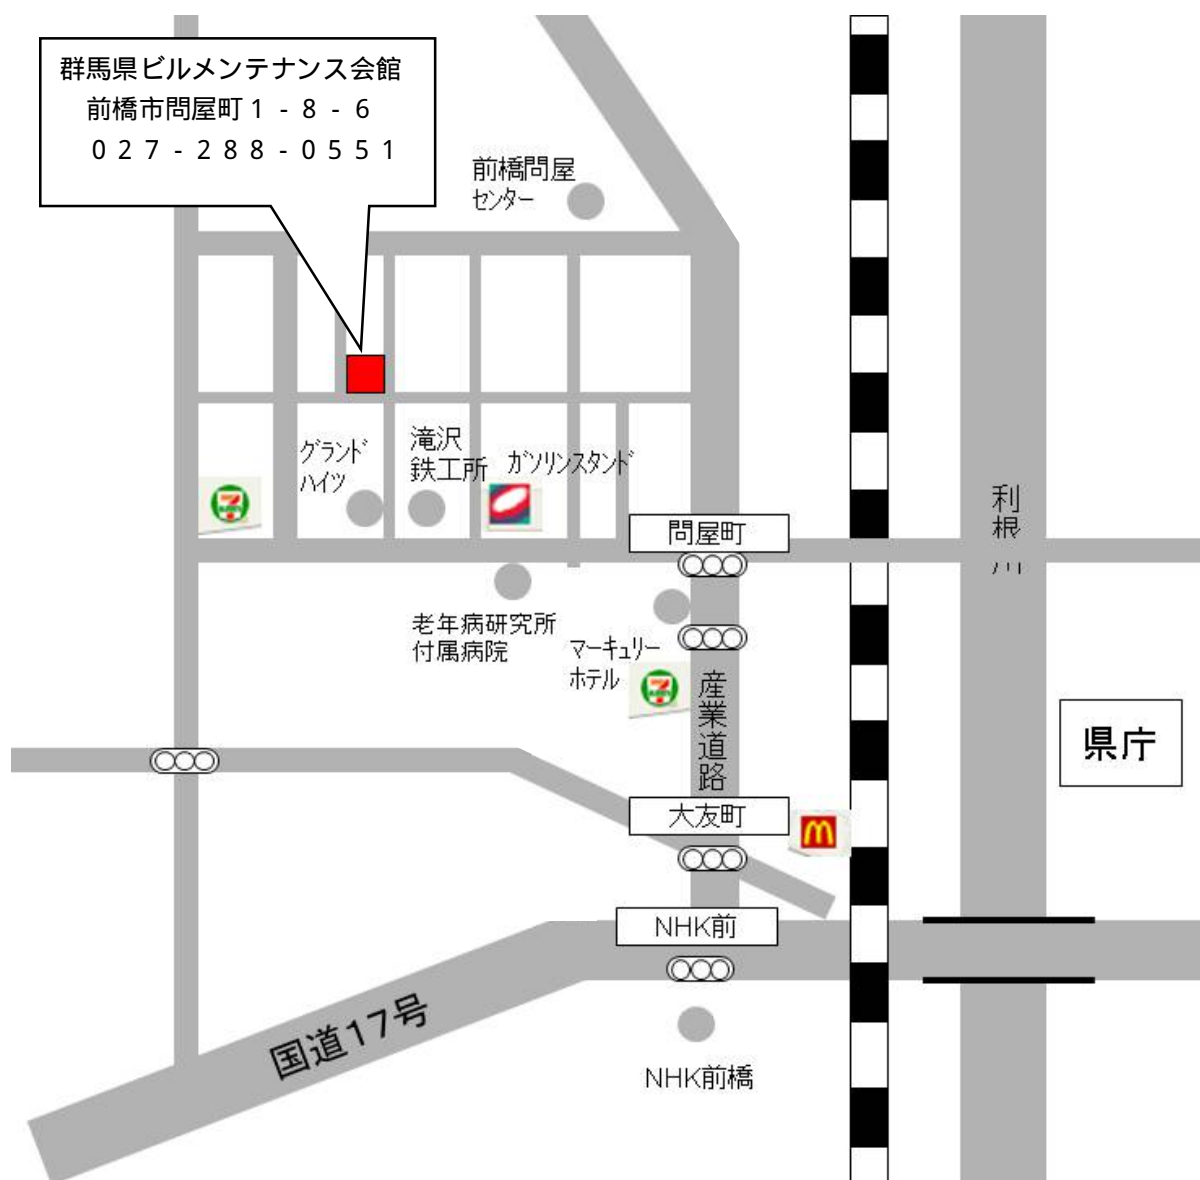 群馬県ビルメンテナンス会館
前橋市問屋町1-8-6
027-288-0551
前橋問屋
センター
グランド
ハイツ
滝沢
鉄工所
ガソリンスタンド
問屋町
利根川
老年病研究所
付属病院
マーキュリー
ホテル
産業道路
県庁
大友町
NHK前
国道17号
NHK前橋